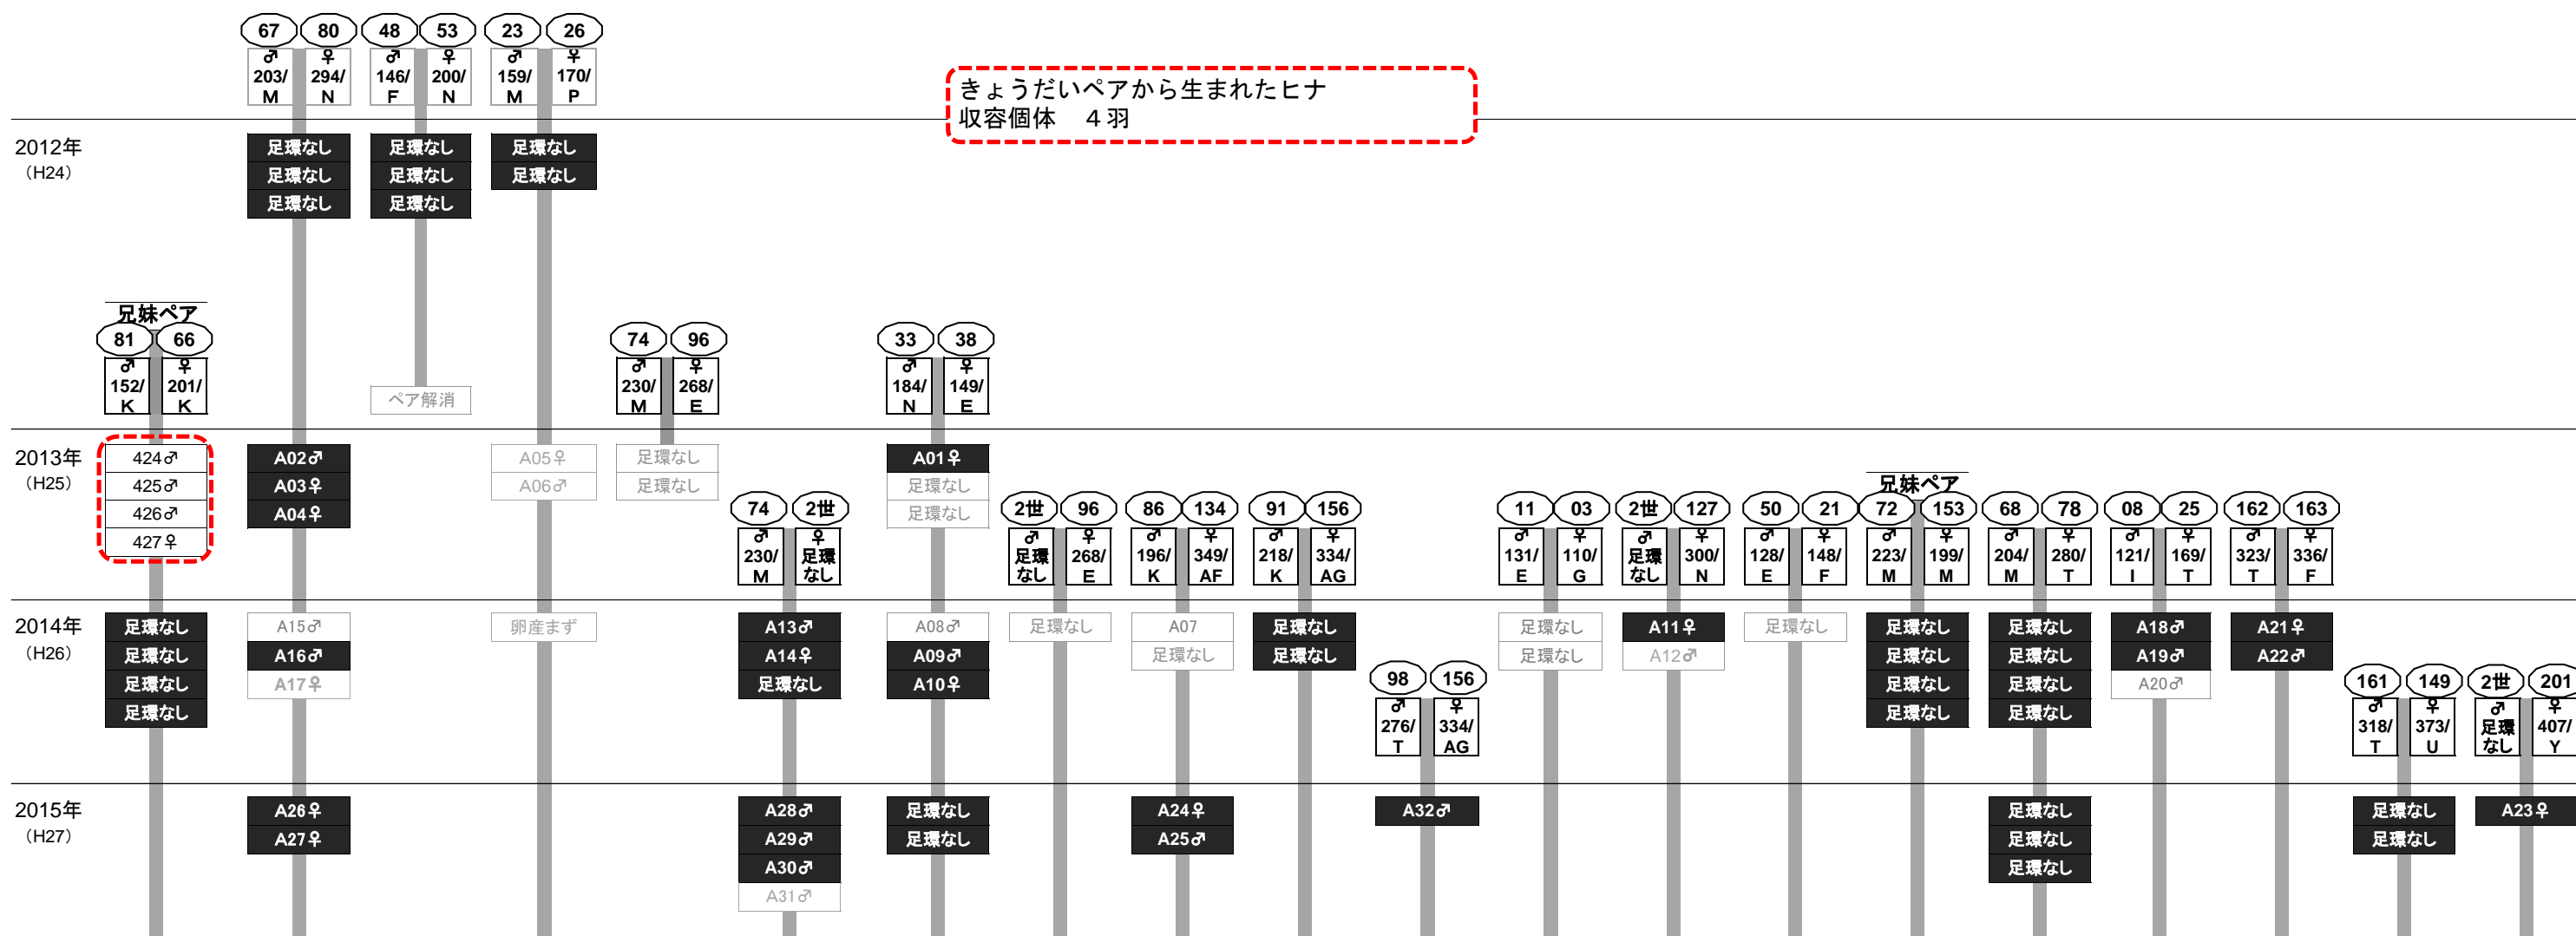 67 80 48 53 23 26
♂ ♀ ♂ ♀ ♂ ♀
203/ 294/ 146/ 200/ 159/ 170/
M N F N M P
きょうだいペアから生まれたヒナ
収容個体　４羽
2012年
（H24）
足環なし 足環なし 足環なし
足環なし 足環なし 足環なし
足環なし 足環なし
兄妹ペア
81 66 74 96 33 38
♂ ♀ ♂ ♀ ♂ ♀
152/ 201/ 230/ 268/ 184/ 149/
K K M E N E
ペア解消
2013年
（H25）
424♂ A02♂ A05♀ 足環なし A01♀
425♂ A03♀ A06♂ 足環なし 足環なし
426♂ A04♀ 足環なし
427♀
兄妹ペア
74 2世 2世 96 86 134 91 156 11 03 2世 127 50 21 72 153 68 78 08 25 162 163
♂ ♀ ♂ ♀ ♂ ♀ ♂ ♀ ♂ ♀ ♂ ♀ ♂ ♀ ♂ ♀ ♂ ♀ ♂ ♀ ♂ ♀
230/ 足環 足環 268/ 196/ 349/ 218/ 334/ 131/ 110/ 足環 300/ 128/ 148/ 223/ 199/ 204/ 280/ 121/ 169/ 323/ 336/
M なし なし E K AF K AG E G なし N E F M M M T I T T F
2014年
（H26）
足環なし A15♂ 卵産まず A13♂ A08♂ 足環なし A07 足環なし 足環なし A11♀ 足環なし 足環なし 足環なし A18♂ A21♀
足環なし A16♂ A14♀ A09♂ 足環なし 足環なし 足環なし A12♂ 足環なし 足環なし A19♂ A22♂
足環なし A17♀ 足環なし A10♀ 足環なし 足環なし A20♂
足環なし 足環なし 足環なし
98 156 161 149 2世 201
♂ ♀ ♂ ♀ ♂ ♀
276/ 334/ 318/ 373/ 足環 407/
T AG T U なし Y
2015年
（H27）
A26♀ A28♂ 足環なし A24♀ A32♂ 足環なし 足環なし A23♀
A27♀ A29♂ 足環なし A25♂ 足環なし 足環なし
A30♂ 足環なし
A31♂